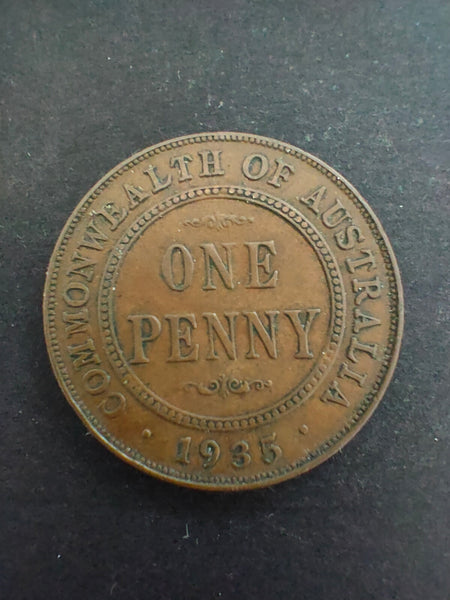 COMMONWEALTH OF AUSTRALIA
ONE
PENNY
· 1935 ·